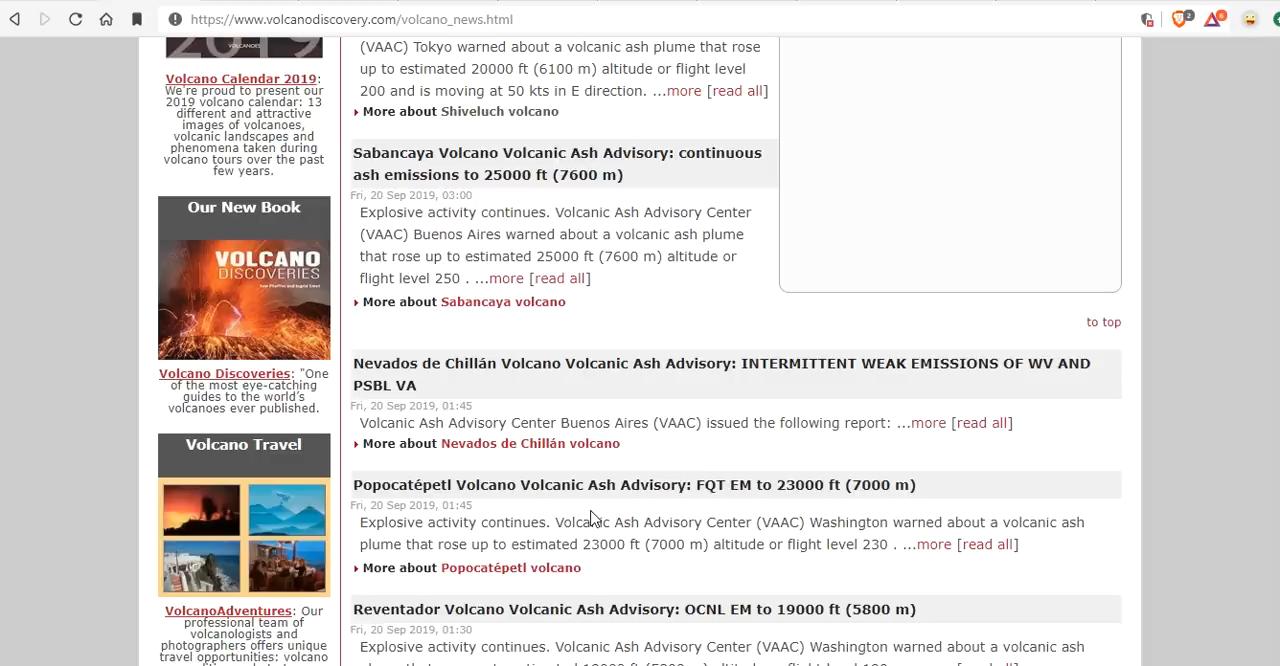 https://www.volcanodiscovery.com/volcano_news.html
2
6
2019
VOLCANOES
Volcano Calendar 2019:
We're proud to present our
2019 volcano calendar: 13
different and attractive
images of volcanoes,
volcanic landscapes and
phenomena taken during
volcano tours over the past
few years.
Our New Book
VOLCANO
DISCOVERIES
Tom Pfeiffer and Ingrid Smet
Volcano Discoveries: "One
of the most eye-catching
guides to the world's
volcanoes ever published.
Volcano Travel
VolcanoAdventures: Our
professional team of
volcanologists and
photographers offers unique
travel opportunities: volcano
(VAAC) Tokyo warned about a volcanic ash plume that rose
up to estimated 20000 ft (6100 m) altitude or flight level
200 and is moving at 50 kts in E direction. ...more [read all]
More about Shiveluch volcano
Sabancaya Volcano Volcanic Ash Advisory: continuous
ash emissions to 25000 ft (7600 m)
Fri, 20 Sep 2019, 03:00
Explosive activity continues. Volcanic Ash Advisory Center
(VAAC) Buenos Aires warned about a volcanic ash plume
that rose up to estimated 25000 ft (7600 m) altitude or
flight level 250 . ...more [read all]
More about Sabancaya volcano
to top
Nevados de Chillán Volcano Volcanic Ash Advisory: INTERMITTENT WEAK EMISSIONS OF WV AND
PSBL VA
Fri, 20 Sep 2019, 01:45
Volcanic Ash Advisory Center Buenos Aires (VAAC) issued the following report: ...more [read all]
More about Nevados de Chillán volcano
Popocatépetl Volcano Volcanic Ash Advisory: FQT EM to 23000 ft (7000 m)
Fri, 20 Sep 2019, 01:45
Explosive activity continues. Volcanic Ash Advisory Center (VAAC) Washington warned about a volcanic ash
plume that rose up to estimated 23000 ft (7000 m) altitude or flight level 230 . ...more [read all]
More about Popocatépetl volcano
Reventador Volcano Volcanic Ash Advisory: OCNL EM to 19000 ft (5800 m)
Fri, 20 Sep 2019, 01:30
Explosive activity continues. Volcanic Ash Advisory Center (VAAC) Washington warned about a volcanic ash